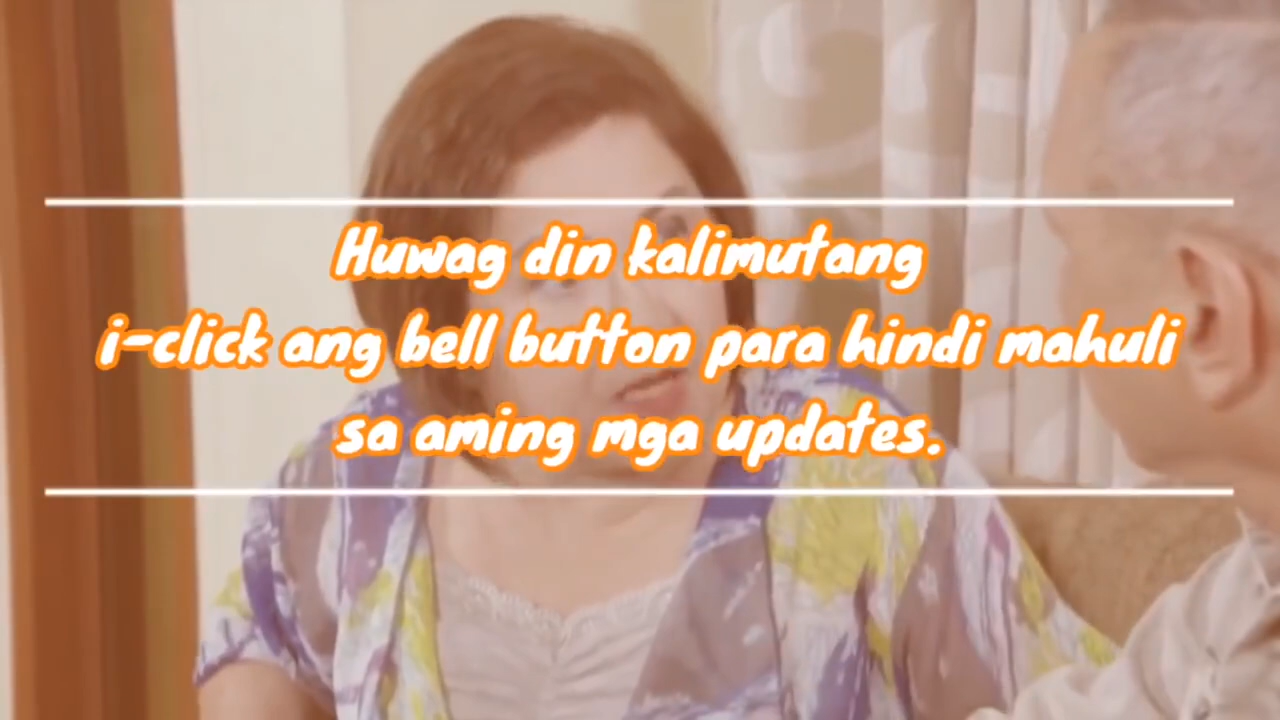 Huwag din kalimutang
i-click ang bell button para hindi mahuli
sa aming mga updates.